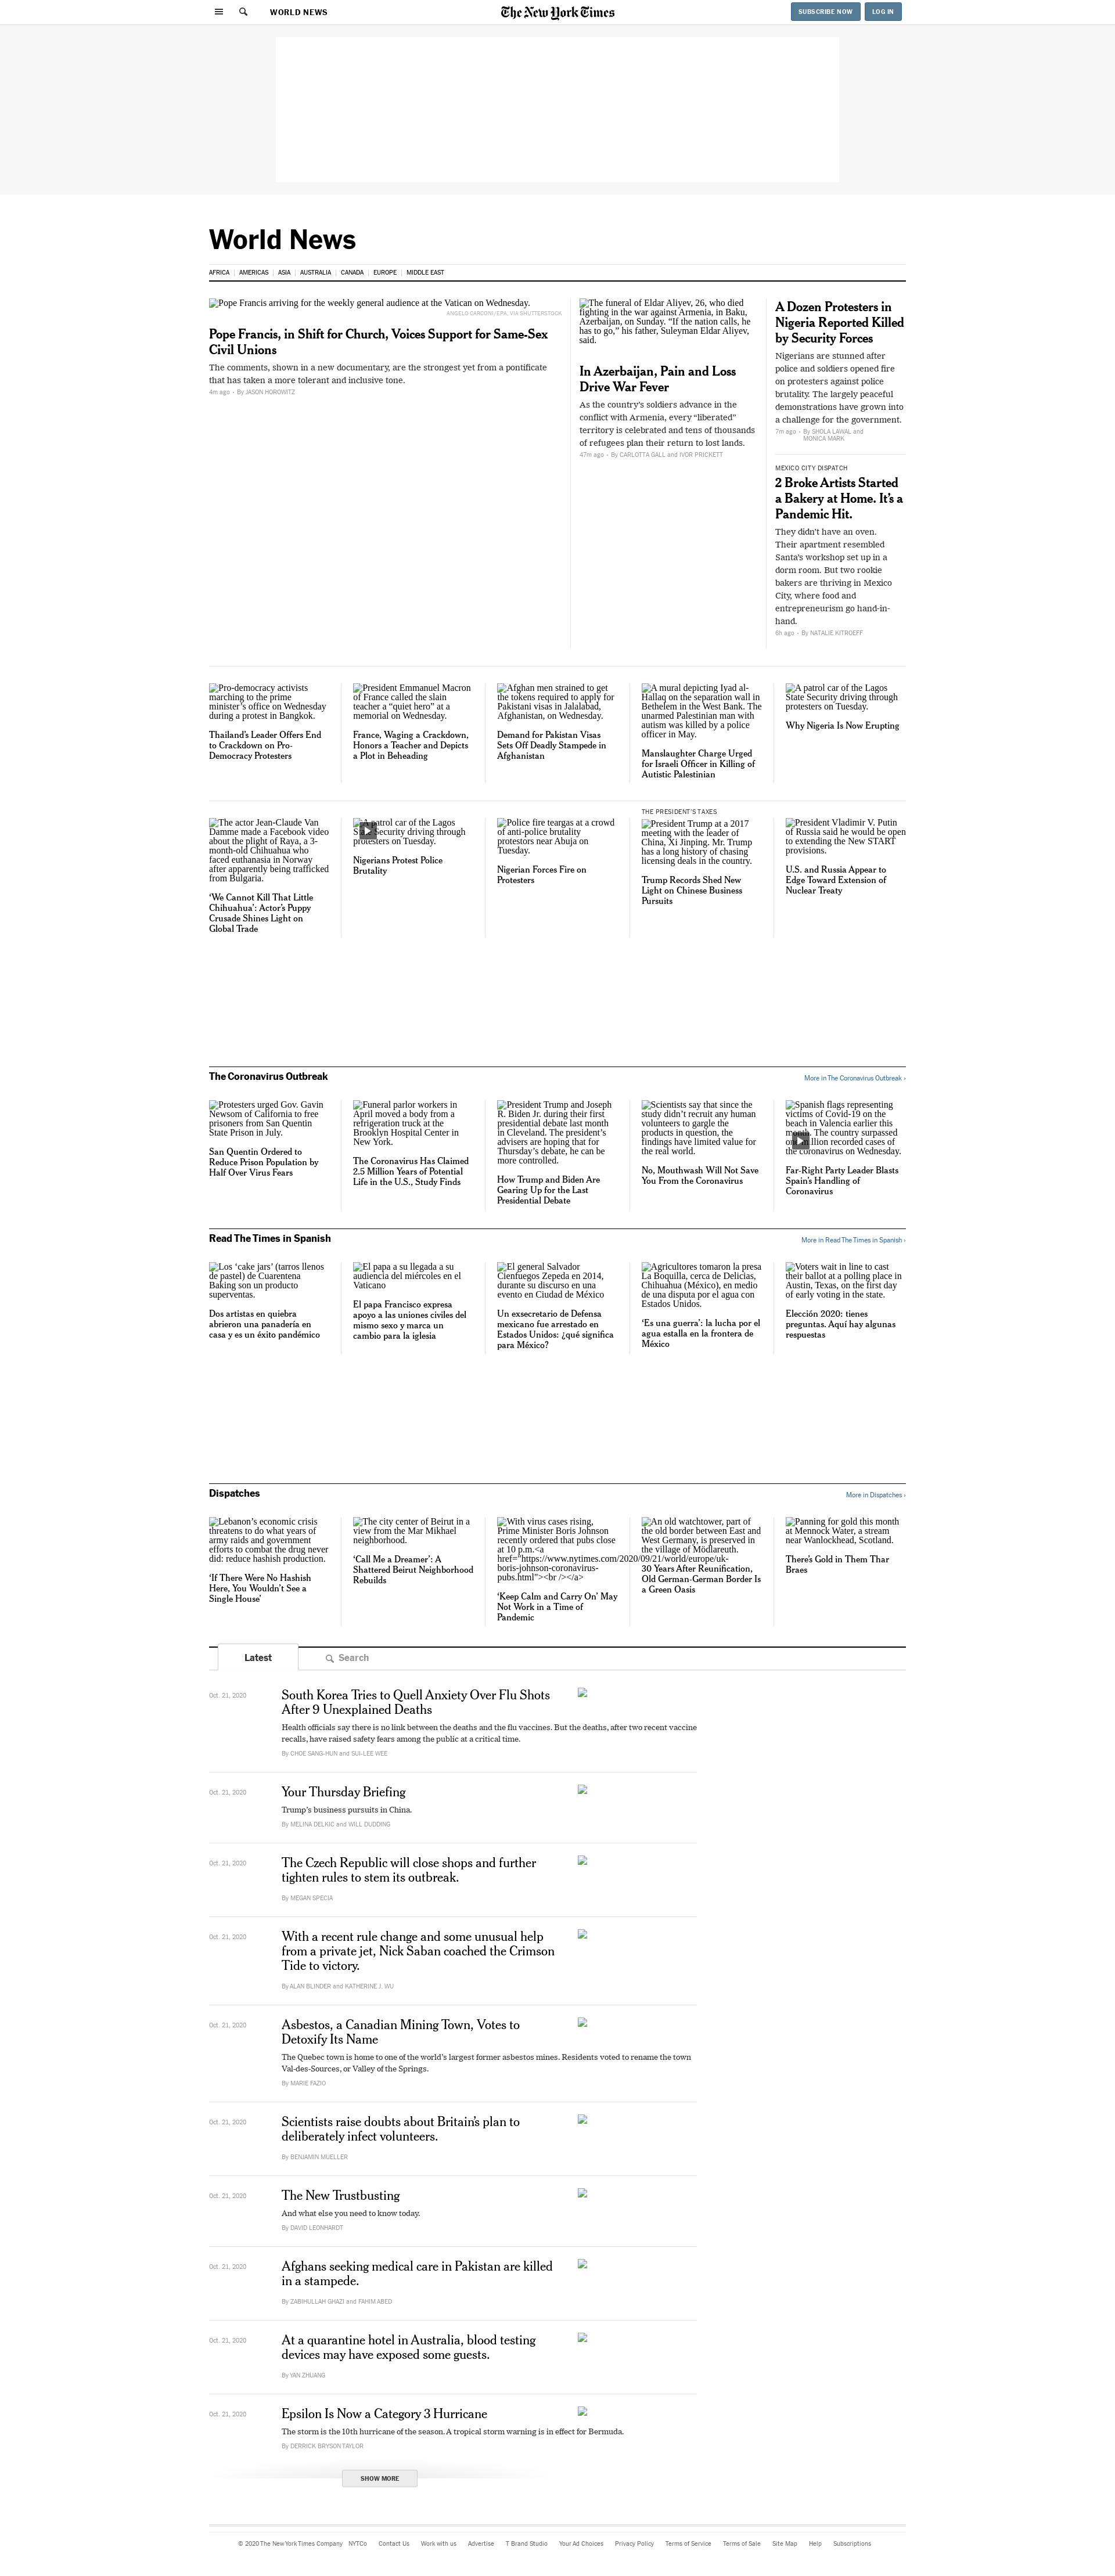 WORLD NEWS
The New York Times
SUBSCRIBE NOW
LOG IN
World News
AFRICA
AMERICAS
ASIA
AUSTRALIA
CANADA
EUROPE
MIDDLE EAST
Pope Francis arriving for the weekly general audience at the Vatican on Wednesday.
ANGELO CARCONI/EPA, VIA SHUTTERSTOCK
Pope Francis, in Shift for Church, Voices Support for Same-Sex
Civil Unions
The comments, shown in a new documentary, are the strongest yet from a pontificate
that has taken a more tolerant and inclusive tone.
4m ago · By JASON HOROWITZ
The funeral of Eldar Aliyev, 26, who died
fighting in the war against Armenia, in Baku,
Azerbaijan, on Sunday. “If the nation calls, he
has to go,” his father, Suleyman Eldar Aliyev,
said.
In Azerbaijan, Pain and Loss
Drive War Fever
As the country’s soldiers advance in the
conflict with Armenia, every “liberated”
territory is celebrated and tens of thousands
of refugees plan their return to lost lands.
47m ago · By CARLOTTA GALL and IVOR PRICKETT
A Dozen Protesters in
Nigeria Reported Killed
by Security Forces
Nigerians are stunned after
police and soldiers opened fire
on protesters against police
brutality. The largely peaceful
demonstrations have grown into
a challenge for the government.
7m ago · By SHOLA LAWAL and
MONICA MARK
MEXICO CITY DISPATCH
2 Broke Artists Started
a Bakery at Home. It’s a
Pandemic Hit.
They didn’t have an oven.
Their apartment resembled
Santa’s workshop set up in a
dorm room. But two rookie
bakers are thriving in Mexico
City, where food and
entrepreneurism go hand-in-
hand.
6h ago · By NATALIE KITROEFF
Pro-democracy activists
marching to the prime
minister’s office on Wednesday
during a protest in Bangkok.
Thailand’s Leader Offers End
to Crackdown on Pro-
Democracy Protesters
President Emmanuel Macron
of France called the slain
teacher a “quiet hero” at a
memorial on Wednesday.
France, Waging a Crackdown,
Honors a Teacher and Depicts
a Plot in Beheading
Afghan men strained to get
the tokens required to apply for
Pakistani visas in Jalalabad,
Afghanistan, on Wednesday.
Demand for Pakistan Visas
Sets Off Deadly Stampede in
Afghanistan
A mural depicting Iyad al-
Hallaq on the separation wall in
Bethelem in the West Bank. The
unarmed Palestinian man with
autism was killed by a police
officer in May.
Manslaughter Charge Urged
for Israeli Officer in Killing of
Autistic Palestinian
A patrol car of the Lagos
State Security driving through
protesters on Tuesday.
Why Nigeria Is Now Erupting
The actor Jean-Claude Van
Damme made a Facebook video
about the plight of Raya, a 3-
month-old Chihuahua who
faced euthanasia in Norway
after apparently being trafficked
from Bulgaria.
‘We Cannot Kill That Little
Chihuahua’: Actor’s Puppy
Crusade Shines Light on
Global Trade
patrol car of the Lagos
Security driving through
protesters on Tuesday.
Nigerians Protest Police
Brutality
Police fire teargas at a crowd
of anti-police brutality
protestors near Abuja on
Tuesday.
Nigerian Forces Fire on
Protesters
THE PRESIDENT’S TAXES
President Trump at a 2017
meeting with the leader of
China, Xi Jinping. Mr. Trump
has a long history of chasing
licensing deals in the country.
Trump Records Shed New
Light on Chinese Business
Pursuits
President Vladimir V. Putin
of Russia said he would be open
to extending the New START
provisions.
U.S. and Russia Appear to
Edge Toward Extension of
Nuclear Treaty
The Coronavirus Outbreak
More in The Coronavirus Outbreak ›
Protesters urged Gov. Gavin
Newsom of California to free
prisoners from San Quentin
State Prison in July.
San Quentin Ordered to
Reduce Prison Population by
Half Over Virus Fears
Funeral parlor workers in
April moved a body from a
refrigeration truck at the
Brooklyn Hospital Center in
New York.
The Coronavirus Has Claimed
2.5 Million Years of Potential
Life in the U.S., Study Finds
President Trump and Joseph
R. Biden Jr. during their first
presidential debate last month
in Cleveland. The president’s
advisers are hoping that for
Thursday’s debate, he can be
more controlled.
How Trump and Biden Are
Gearing Up for the Last
Presidential Debate
Scientists say that since the
study didn’t recruit any human
volunteers to gargle the
products in question, the
findings have limited value for
the real world.
No, Mouthwash Will Not Save
You From the Coronavirus
Spanish flags representing
victims of Covid-19 on the
beach in Valencia earlier this
The country surpassed
recorded cases of
the coronavirus on Wednesday.
Far-Right Party Leader Blasts
Spain’s Handling of
Coronavirus
Read The Times in Spanish
More in Read The Times in Spanish ›
Los ‘cake jars’ (tarros llenos
de pastel) de Cuarentena
Baking son un producto
superventas.
Dos artistas en quiebra
abrieron una panadería en
casa y es un éxito pandémico
El papa a su llegada a su
audiencia del miércoles en el
Vaticano
El papa Francisco expresa
apoyo a las uniones civiles del
mismo sexo y marca un
cambio para la iglesia
El general Salvador
Cienfuegos Zepeda en 2014,
durante su discurso en una
evento en Ciudad de México
Un exsecretario de Defensa
mexicano fue arrestado en
Estados Unidos: ¿qué significa
para México?
Agricultores tomaron la presa
La Boquilla, cerca de Delicias,
Chihuahua (México), en medio
de una disputa por el agua con
Estados Unidos.
‘Es una guerra’: la lucha por el
agua estalla en la frontera de
México
Voters wait in line to cast
their ballot at a polling place in
Austin, Texas, on the first day
of early voting in the state.
Elección 2020: tienes
preguntas. Aquí hay algunas
respuestas
Dispatches
More in Dispatches ›
Lebanon’s economic crisis
threatens to do what years of
army raids and government
efforts to combat the drug never
did: reduce hashish production.
‘If There Were No Hashish
Here, You Wouldn’t See a
Single House’
The city center of Beirut in a
view from the Mar Mikhael
neighborhood.
‘Call Me a Dreamer’: A
Shattered Beirut Neighborhood
Rebuilds
With virus cases rising,
Prime Minister Boris Johnson
recently ordered that pubs close
at 10 p.m.<a
href="https://www.nytimes.com/2020/09/21/world/europe/uk-
boris-johnson-coronavirus-
pubs.html"><br /></a>
‘Keep Calm and Carry On’ May
Not Work in a Time of
Pandemic
An old watchtower, part of
the old border between East and
West Germany, is preserved in
the village of Mödlareuth.
30 Years After Reunification,
Old German-German Border Is
a Green Oasis
Panning for gold this month
at Mennock Water, a stream
near Wanlockhead, Scotland.
There’s Gold in Them Thar
Braes
Latest
Search
Oct. 21, 2020
South Korea Tries to Quell Anxiety Over Flu Shots
After 9 Unexplained Deaths
Health officials say there is no link between the deaths and the flu vaccines. But the deaths, after two recent vaccine
recalls, have raised safety fears among the public at a critical time.
By CHOE SANG-HUN and SUI-LEE WEE
Oct. 21, 2020
Your Thursday Briefing
Trump’s business pursuits in China.
By MELINA DELKIC and WILL DUDDING
Oct. 21, 2020
The Czech Republic will close shops and further
tighten rules to stem its outbreak.
By MEGAN SPECIA
Oct. 21, 2020
With a recent rule change and some unusual help
from a private jet, Nick Saban coached the Crimson
Tide to victory.
By ALAN BLINDER and KATHERINE J. WU
Oct. 21, 2020
Asbestos, a Canadian Mining Town, Votes to
Detoxify Its Name
The Quebec town is home to one of the world’s largest former asbestos mines. Residents voted to rename the town
Val-des-Sources, or Valley of the Springs.
By MARIE FAZIO
Oct. 21, 2020
Scientists raise doubts about Britain’s plan to
deliberately infect volunteers.
By BENJAMIN MUELLER
Oct. 21, 2020
The New Trustbusting
And what else you need to know today.
By DAVID LEONHARDT
Oct. 21, 2020
Afghans seeking medical care in Pakistan are killed
in a stampede.
By ZABIHULLAH GHAZI and FAHIM ABED
Oct. 21, 2020
At a quarantine hotel in Australia, blood testing
devices may have exposed some guests.
By YAN ZHUANG
Oct. 21, 2020
Epsilon Is Now a Category 3 Hurricane
The storm is the 10th hurricane of the season. A tropical storm warning is in effect for Bermuda.
By DERRICK BRYSON TAYLOR
SHOW MORE
© 2020 The New York Times Company
NYTCo
Contact Us
Work with us
Advertise
T Brand Studio
Your Ad Choices
Privacy Policy
Terms of Service
Terms of Sale
Site Map
Help
Subscriptions